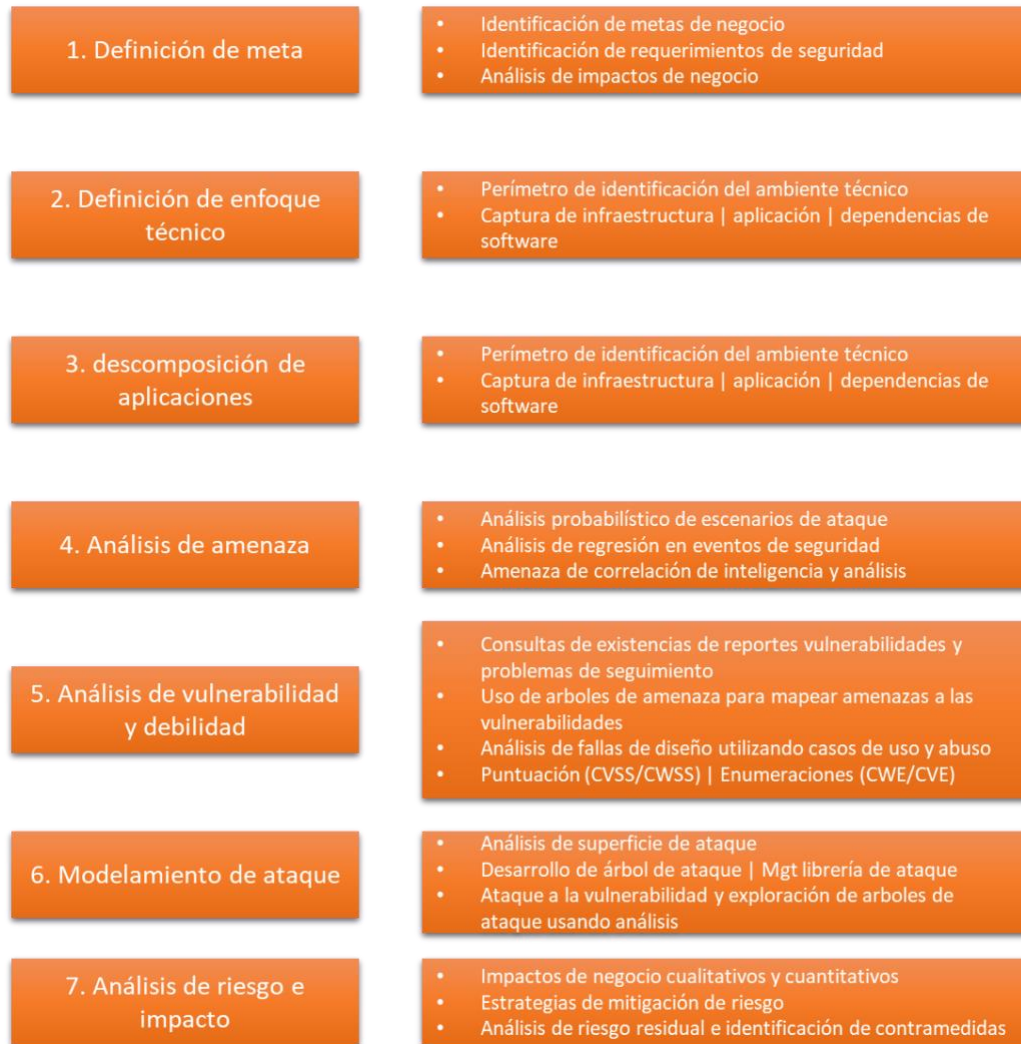 1. Definición de meta
• Identificación de metas de negocio
• Identificación de requerimientos de seguridad
• Análisis de impactos de negocio
2. Definición de enfoque
técnico
• Perímetro de identificación del ambiente técnico
• Captura de infraestructura | aplicación | dependencias de
software
3. descomposición de
aplicaciones
• Perímetro de identificación del ambiente técnico
• Captura de infraestructura | aplicación | dependencias de
software
4. Análisis de amenaza
• Análisis probabilístico de escenarios de ataque
• Análisis de regresión en eventos de seguridad
• Amenaza de correlación de inteligencia y análisis
5. Análisis de vulnerabilidad
y debilidad
• Consultas de existencias de reportes vulnerabilidades y
problemas de seguimiento
• Uso de arboles de amenaza para mapear amenazas a las
vulnerabilidades
• Análisis de fallas de diseño utilizando casos de uso y abuso
• Puntuación (CVSS/CWSS) | Enumeraciones (CWE/CVE)
6. Modelamiento de ataque
• Análisis de superficie de ataque
• Desarrollo de árbol de ataque | Mgt librería de ataque
• Ataque a la vulnerabilidad y exploración de arboles de
ataque usando análisis
7. Análisis de riesgo e
impacto
• Impactos de negocio cualitativos y cuantitativos
• Estrategias de mitigación de riesgo
• Análisis de riesgo residual e identificación de contramedidas